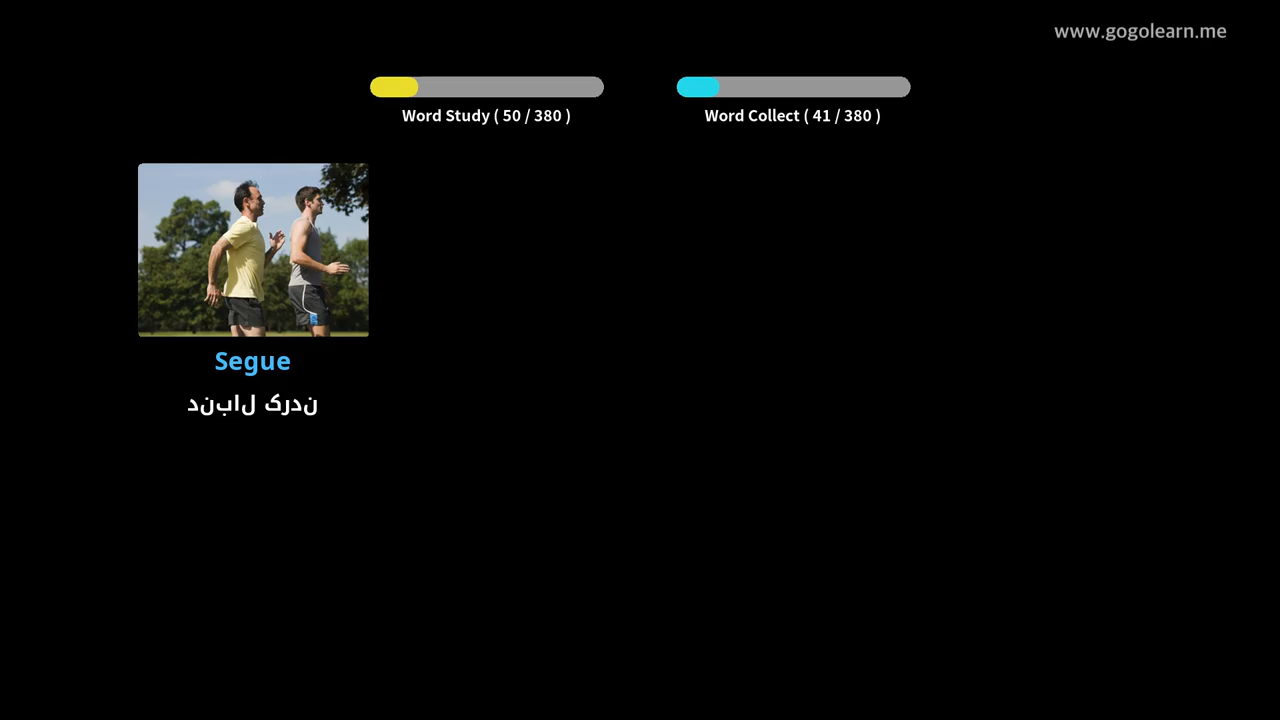 www.gogolearn.me
Word Study ( 50 / 380 )
Word Collect ( 41 / 380 )
Segue
ندرک لابند